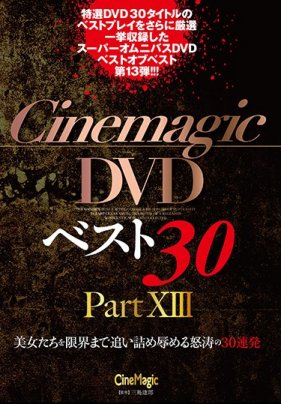 特選DVD30タイトルの
ベストプレイをさらに厳選
一挙収録した
スーパーオムニバスDVD
ベストオブベスト
第13弾!!!
Cinemagic
DVD
ベスト30
Part XIII
美女たちを限界まで追い詰め辱める怒涛の30連発
CineMagic